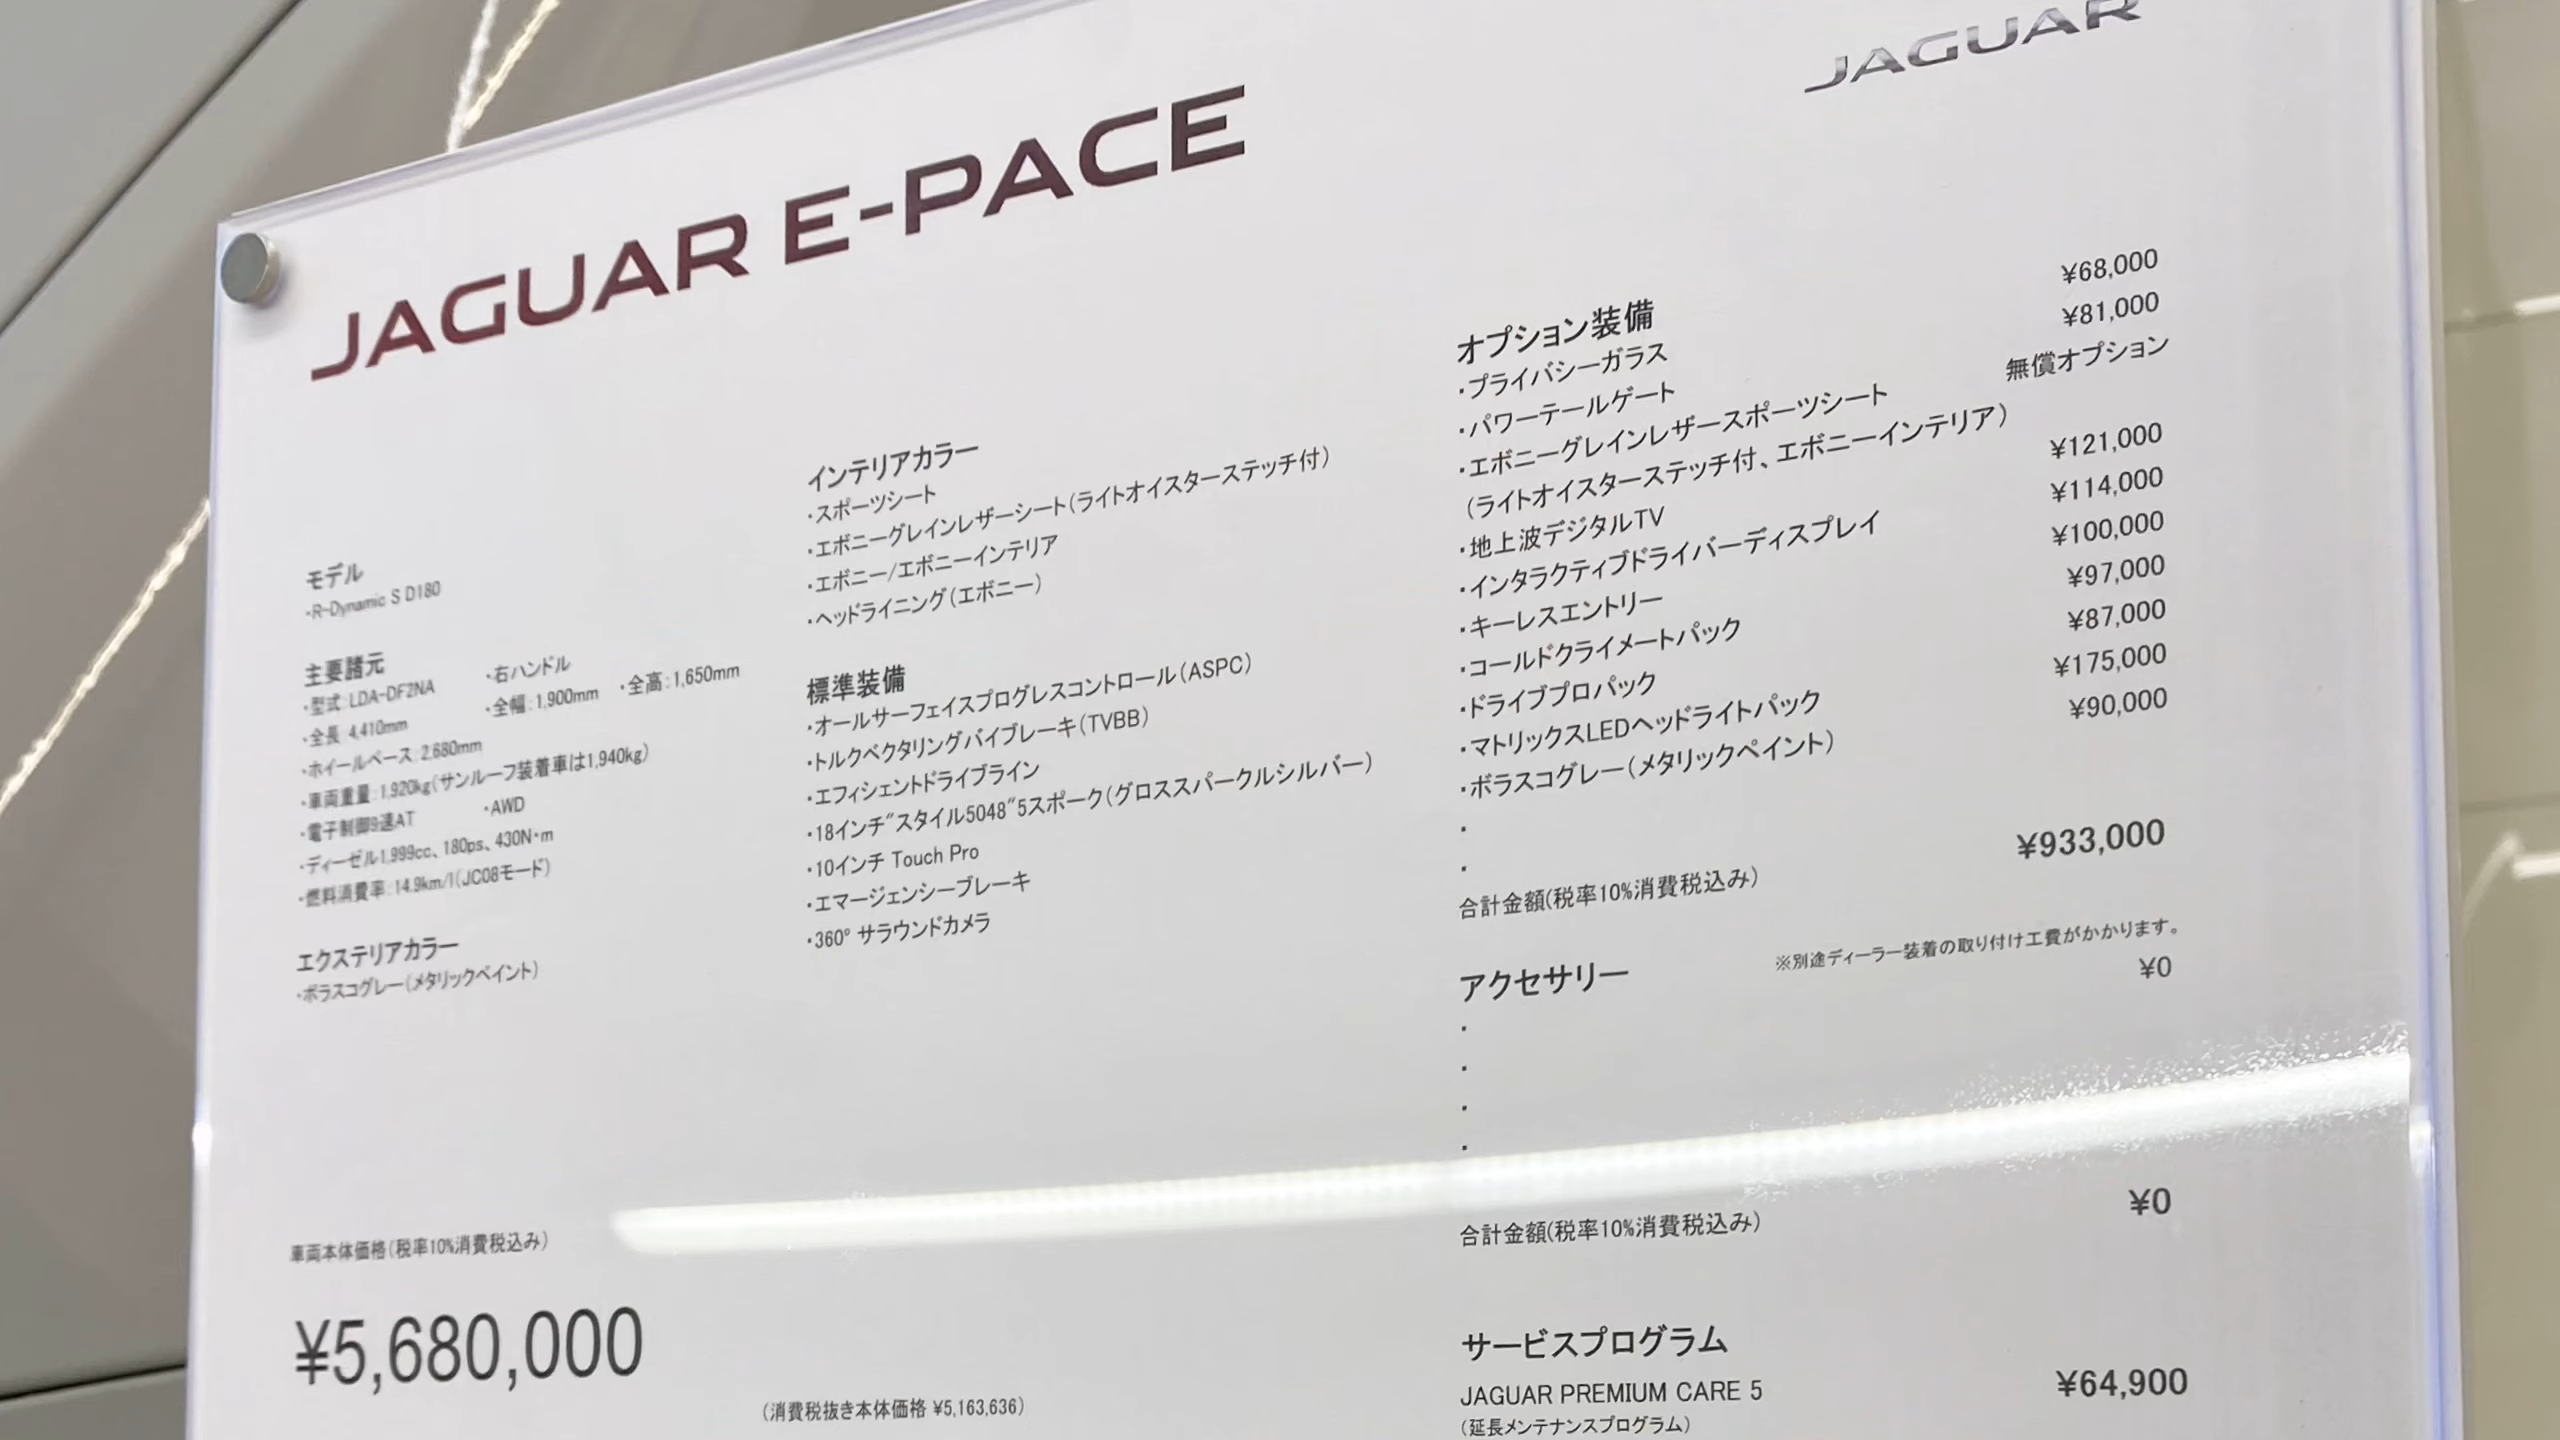 JAGUAR
JAGUAR E-PACE
モデル
・R-Dynamic S D180
主要諸元
・型式：LDA-DF2NA ・右ハンドル
・全長：4,410mm ・全幅：1,900mm ・全高：1,650mm
・ホイールベース：2,680mm
・車両重量：1,920kg（サンルーフ装着車は1,940kg）
・電子制御9速AT ・AWD
・ディーゼル1,999cc、180ps、430N・m
・燃料消費率：14.9km/l（JC08モード）
エクステリアカラー
・ボラスコグレー（メタリックペイント）
車両本体価格（税率10%消費税込み）
¥5,680,000
（消費税抜き本体価格 ¥5,163,636）
インテリアカラー
・スポーツシート
・エボニーグレインレザーシート（ライトオイスターステッチ付）
・エボニー/エボニーインテリア
・ヘッドライニング（エボニー）
標準装備
・オールサーフェイスプログレスコントロール（ASPC）
・トルクベクタリングバイブレーキ（TVBB）
・エフィシェントドライブライン
・18インチ"スタイル5048"5スポーク（グロススパークルシルバー）
・10インチ Touch Pro
・エマージェンシーブレーキ
・360° サラウンドカメラ
オプション装備
・プライバシーガラス ¥68,000
・パワーテールゲート ¥81,000
・エボニーグレインレザースポーツシート 無償オプション
（ライトオイスターステッチ付、エボニーインテリア）
・地上波デジタルTV ¥121,000
・インタラクティブドライバーディスプレイ ¥114,000
・キーレスエントリー ¥100,000
・コールドクライメートパック ¥97,000
・ドライブプロパック ¥87,000
・マトリックスLEDヘッドライトパック ¥175,000
・ボラスコグレー（メタリックペイント） ¥90,000
・
・
合計金額(税率10%消費税込み) ¥933,000
アクセサリー ※別途ディーラー装着の取り付け工費がかかります。
・ ¥0
・
・
・
合計金額(税率10%消費税込み) ¥0
サービスプログラム
JAGUAR PREMIUM CARE 5 ¥64,900
（延長メンテナンスプログラム）